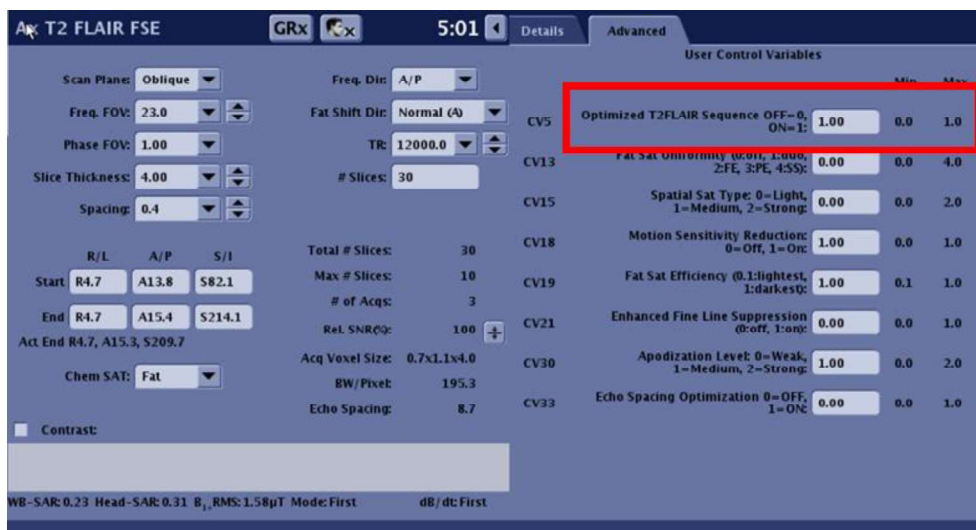 Ax T2 FLAIR FSE GRx x 5:01 Details Advanced
User Control Variables
Min Max
Scan Plane: Oblique Freq. Dir: A/P
Freq. FOV: 23.0 Fat Shift Dir: Normal (A) CV5 Optimized T2FLAIR Sequence OFF=0, ON=1: 1.00 0.0 1.0
Phase FOV: 1.00 TR: 12000.0 CV13 Fat Sat Uniformity (0:off, 1:duo, 2:FE, 3:PE, 4:SS): 0.00 0.0 4.0
Slice Thickness: 4.00 # Slices: 30
Spacing: 0.4 CV15 Spatial Sat Type: 0=Light, 1=Medium, 2=Strong: 0.00 0.0 2.0
R/L A/P S/I Total # Slices: 30 CV18 Motion Sensitivity Reduction: 0=Off, 1=On: 1.00 0.0 1.0
Start R4.7 A13.8 S82.1 Max # Slices: 10 CV19 Fat Sat Efficiency (0.1:lightest, 1:darkest): 1.00 0.1 1.0
# of Acqs: 3
End R4.7 A15.4 S214.1 Rel. SNR(%): 100 CV21 Enhanced Fine Line Suppression (0:off, 1:on): 0.00 0.0 1.0
Act End R4.7, A15.3, S209.7
Acq Voxel Size: 0.7x1.1x4.0 CV30 Apodization Level: 0=Weak, 1=Medium, 2=Strong: 1.00 0.0 2.0
Chem SAT: Fat BW/Pixel: 195.3
Echo Spacing: 8.7 CV33 Echo Spacing Optimization 0=OFF, 1=ON: 0.00 0.0 1.0
Contrast:
WB-SAR: 0.23 Head-SAR: 0.31 B1+RMS: 1.58µT Mode: First dB/dt: First